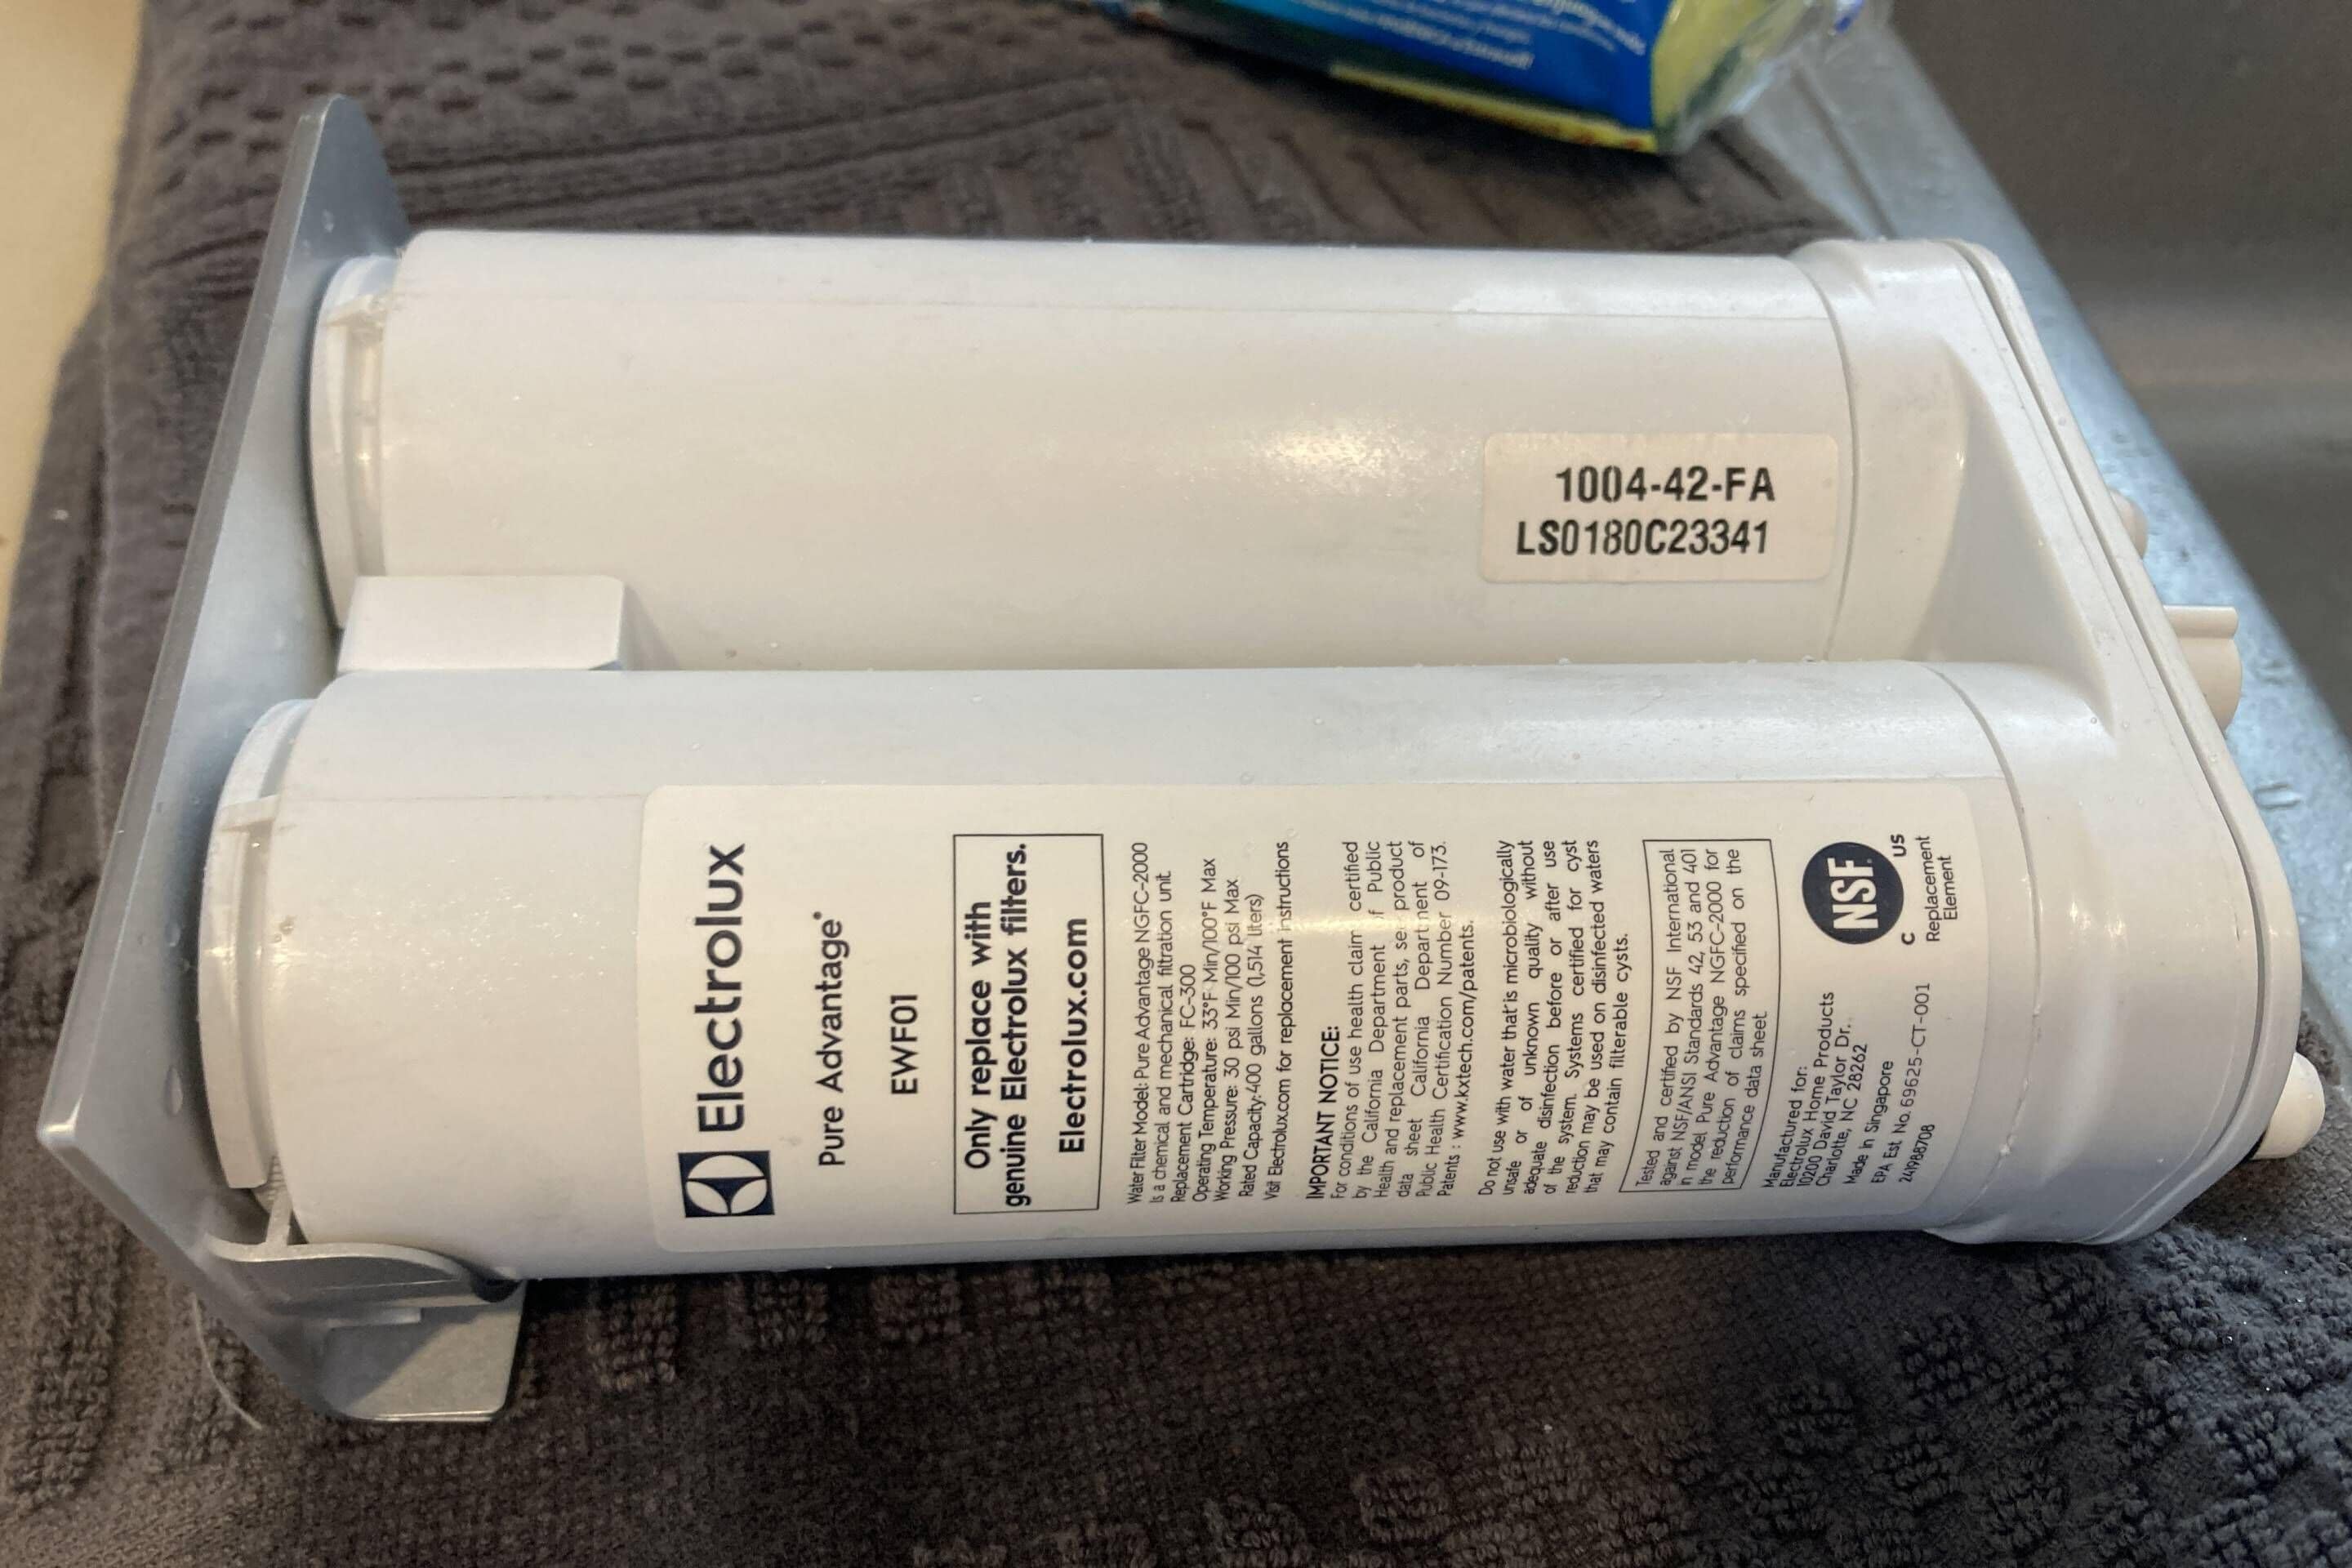 1004-42-FA
LS0180C23341
Electrolux
Pure Advantage®
EWF01
Only replace with
genuine Electrolux filters.
Electrolux.com
Water Filter Model: Pure Advantage NGFC-2000
Is a chemical and mechanical filtration unit
Replacement Cartridge: FC-300
Operating Temperature: 33°F Min/100°F Max
Working Pressure: 30 psi Min/100 psi Max
Rated Capacity:400 gallons (1,514 liters)
Visit Electrolux.com for replacement instructions
IMPORTANT NOTICE:
For conditions of use health claim certified
by the California Department of Public
Health and replacement parts, see product
data sheet California Department of
Public Health Certification Number 09-173.
Patents : www.kxtech.com/patents.
Do not use with water that is microbiologically
unsafe or of unknown quality without
adequate disinfection before or after use
of the system. Systems certified for cyst
reduction may be used on disinfected waters
that may contain filterable cysts.
Tested and certified by NSF International
against NSF/ANSI Standards 42, 53 and 401
in model Pure Advantage NGFC-2000 for
the reduction of claims specified on the
performance data sheet
Manufactured for:
Electrolux Home Products
10200 David Taylor Dr.
Charlotte, NC 28262
Made In Singapore
EPA Est. No. 69625-CT-001
241988708
NSF®
C US
Replacement
Element